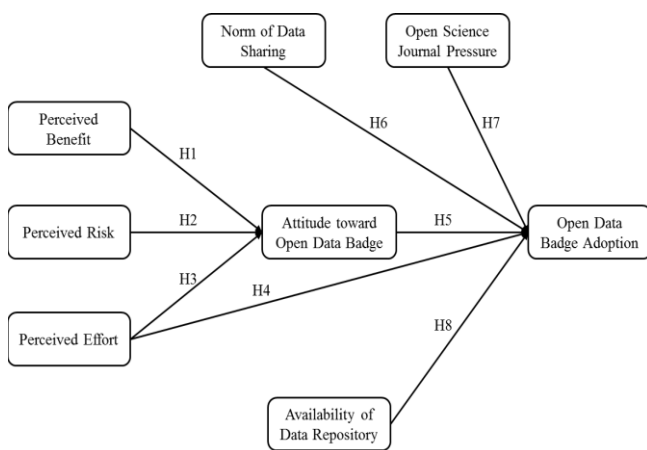 Norm of Data
Sharing
Open Science
Journal Pressure
Perceived
Benefit
H1
H6
H7
Perceived Risk
H2
Attitude toward
Open Data Badge
H5
Open Data
Badge Adoption
H3
H4
Perceived Effort
H8
Availability of
Data Repository